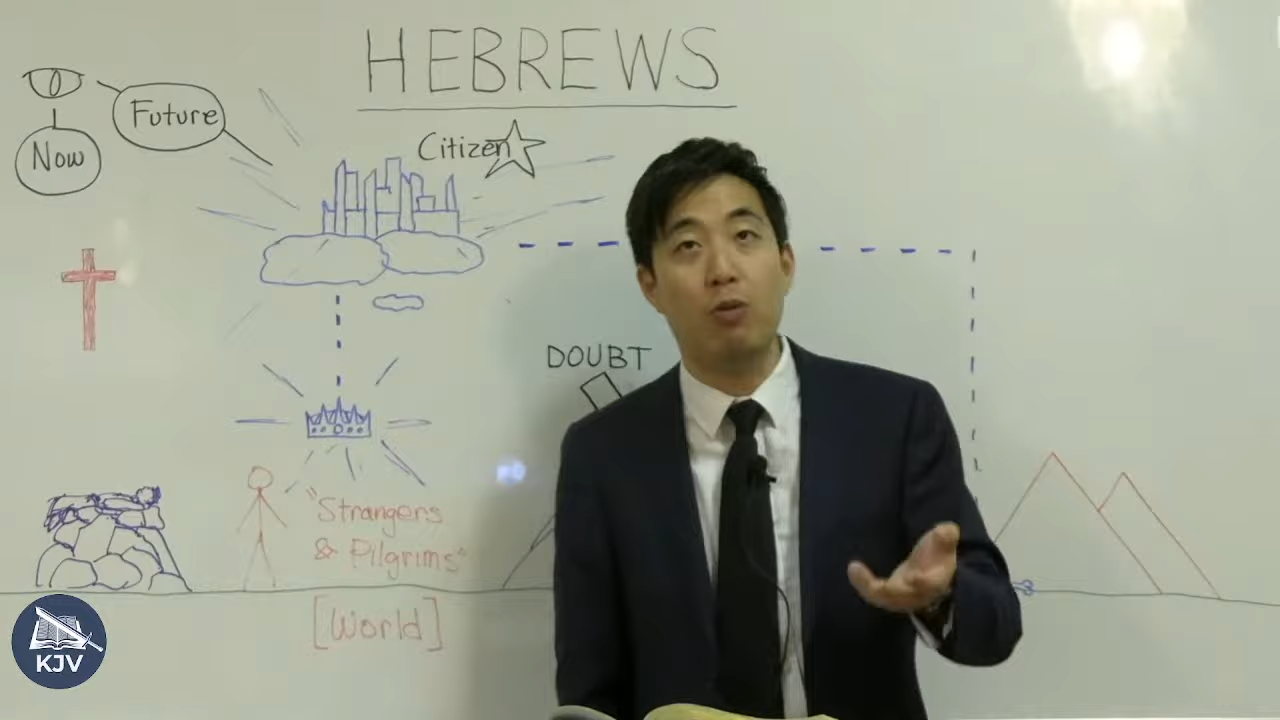 HEBREWS
Future
Now
Citizen
DOUBT
"Strangers
& Pilgrims"
[World]
KJV